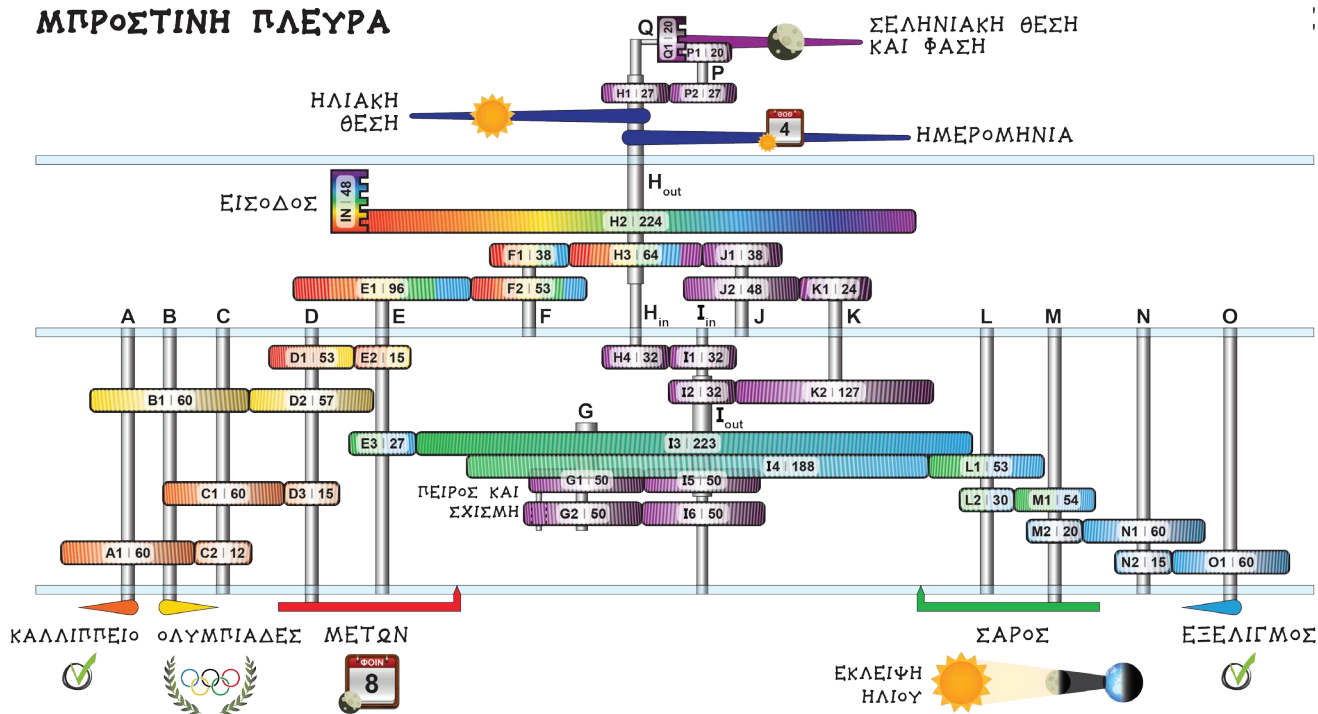 ΜΠΡΟΣΤΙΝΗ ΠΛΕΥΡΑ
Q
Q1 | 20
P1 | 20
P
ΣΕΛΗΝΙΑΚΗ ΘΕΣΗ
ΚΑΙ ΦΑΣΗ
H1 | 27
P2 | 27
ΗΛΙΑΚΗ
ΘΕΣΗ
ΘΩΘ
4
ΗΜΕΡΟΜΗΝΙΑ
ΕΙΣΟΔΟΣ
IN | 48
Hout
H2 | 224
F1 | 38
H3 | 64
J1 | 38
E1 | 96
F2 | 53
J2 | 48
K1 | 24
A
B
C
D
E
F
Hin
Iin
J
K
L
M
N
O
D1 | 53
E2 | 15
H4 | 32
I1 | 32
B1 | 60
D2 | 57
I2 | 32
K2 | 127
G
Iout
E3 | 27
I3 | 223
I4 | 188
L1 | 53
ΠΕΙΡΟΣ ΚΑΙ
ΣΧΙΣΜΗ
G1 | 50
I5 | 50
C1 | 60
D3 | 15
L2 | 30
M1 | 54
G2 | 50
I6 | 50
M2 | 20
N1 | 60
A1 | 60
C2 | 12
N2 | 15
O1 | 60
ΚΑΛΛΙΠΠΕΙΟ
ΟΛΥΜΠΙΑΔΕΣ
ΜΕΤΩΝ
ΣΑΡΟΣ
ΕΞΕΛΙΓΜΟΣ
ΦΟΙΝ
8
ΕΚΛΕΙΨΗ
ΗΛΙΟΥ